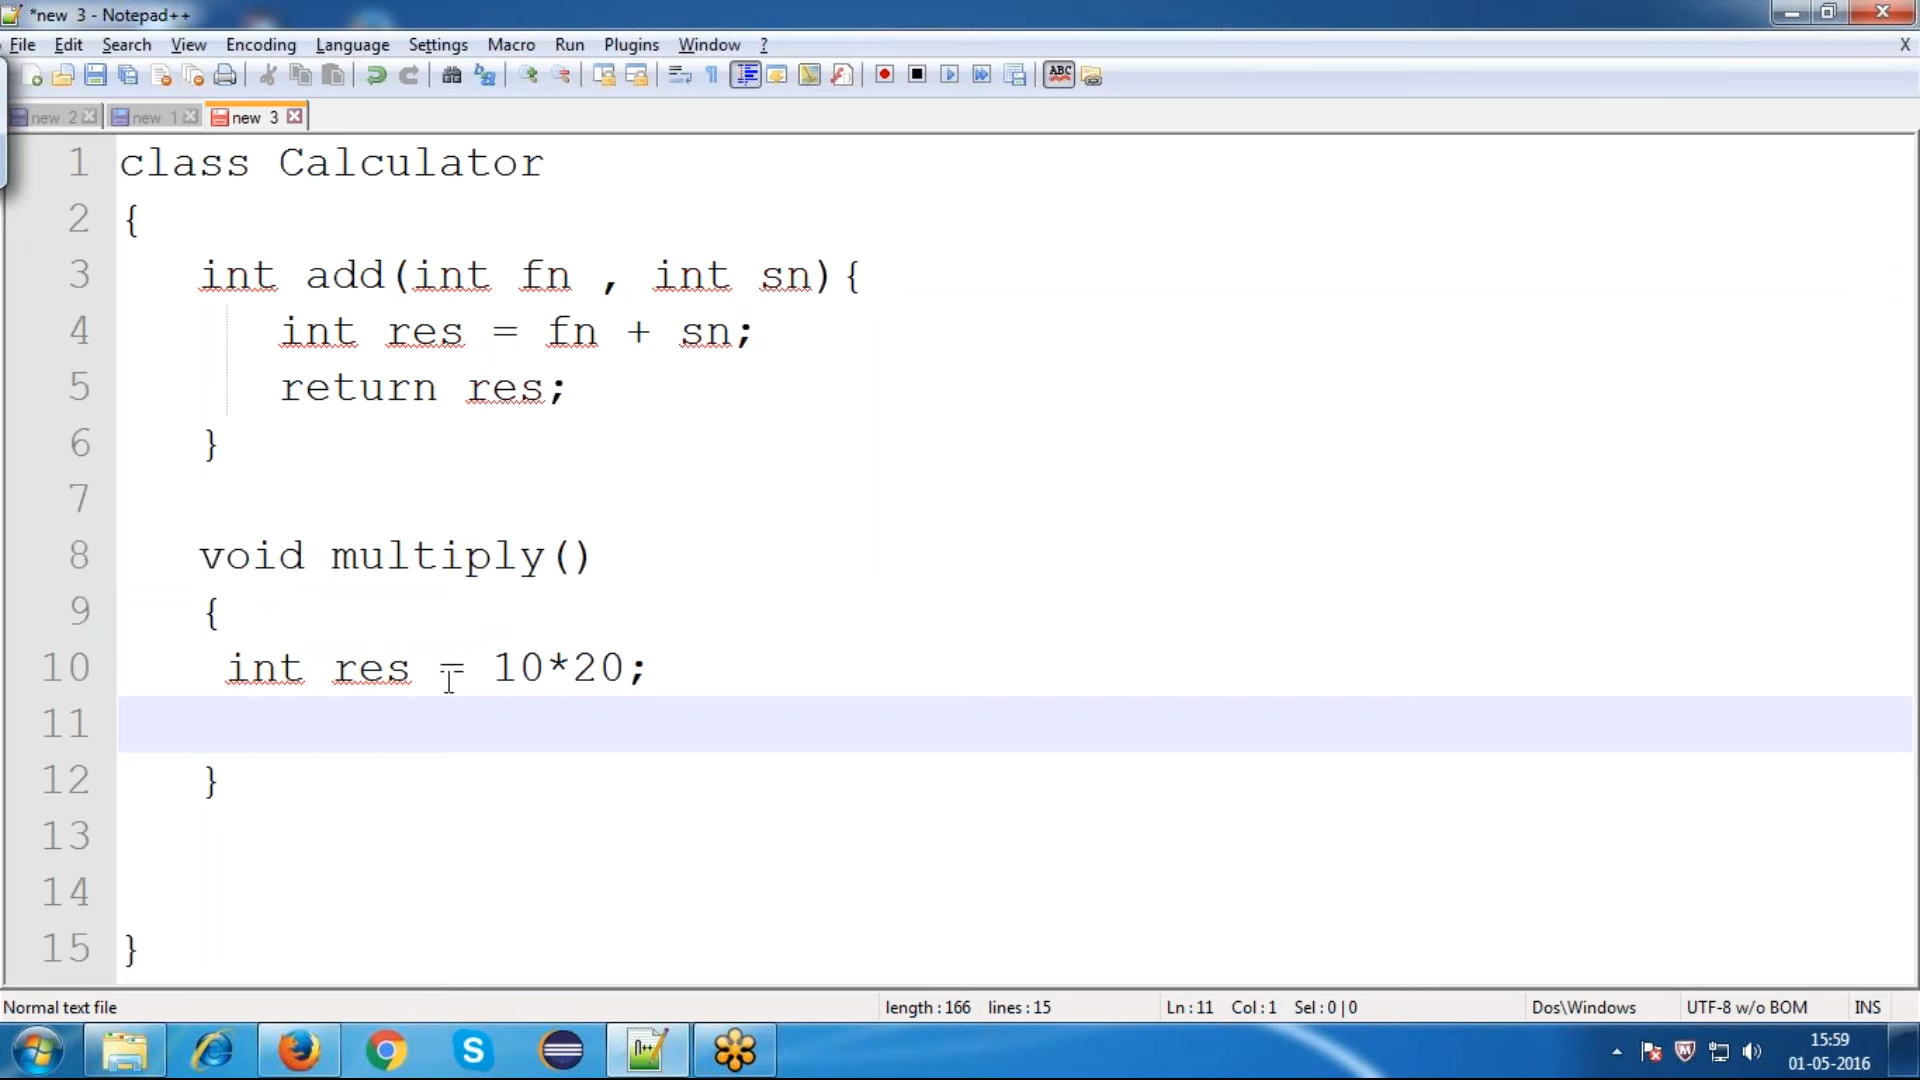 *new 3 - Notepad++
File Edit Search View Encoding Language Settings Macro Run Plugins Window ? X
ABC
new 2 new 1 new 3
1 class Calculator
2 {
3 int add(int fn , int sn){
4 int res = fn + sn;
5 return res;
6 }
7
8 void multiply()
9 {
10 int res = 10*20;
11
12 }
13
14
15 }
Normal text file length : 166 lines : 15 Ln : 11 Col : 1 Sel : 0 | 0 Dos\Windows UTF-8 w/o BOM INS
15:59
01-05-2016